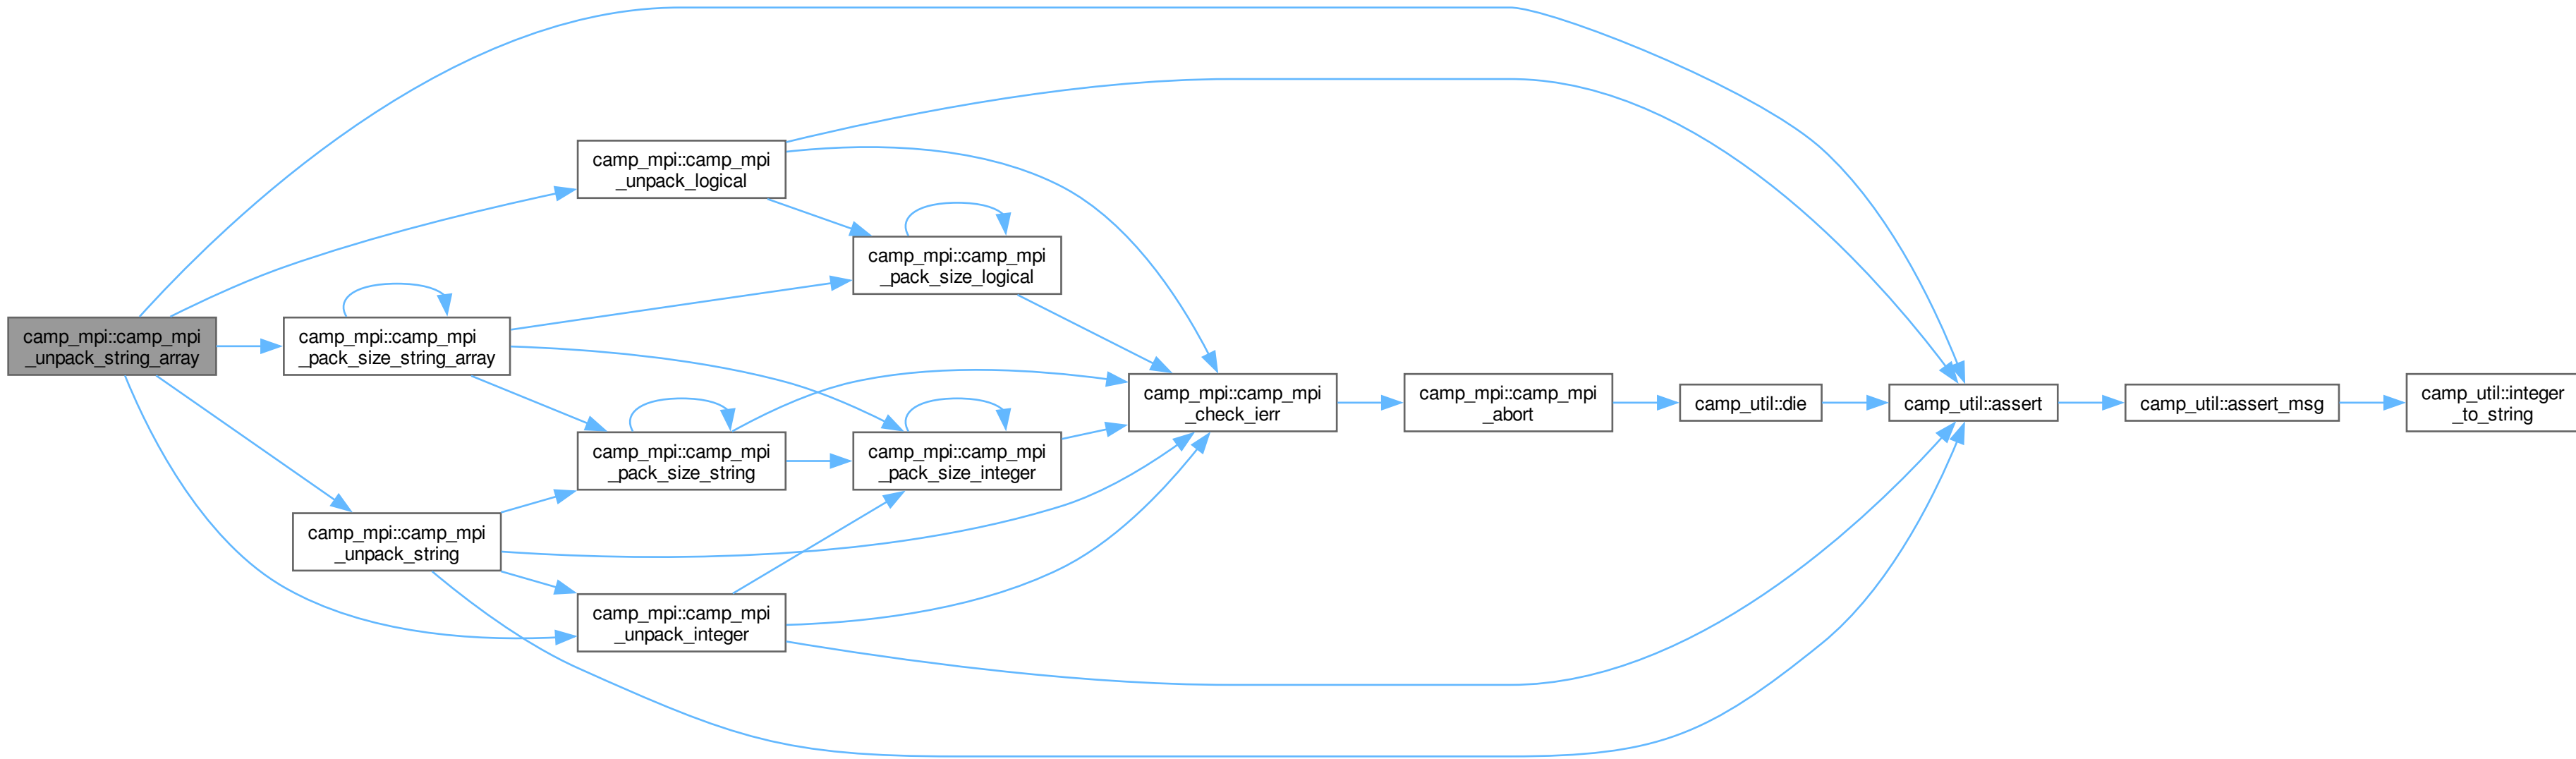 camp_mpi::camp_mpi
_unpack_string_array
camp_mpi::camp_mpi
_unpack_logical
camp_mpi::camp_mpi
_pack_size_logical
camp_mpi::camp_mpi
_pack_size_string_array
camp_mpi::camp_mpi
_pack_size_string
camp_mpi::camp_mpi
_pack_size_integer
camp_mpi::camp_mpi
_unpack_string
camp_mpi::camp_mpi
_unpack_integer
camp_mpi::camp_mpi
_check_ierr
camp_mpi::camp_mpi
_abort
camp_util::die
camp_util::assert
camp_util::assert_msg
camp_util::integer
_to_string